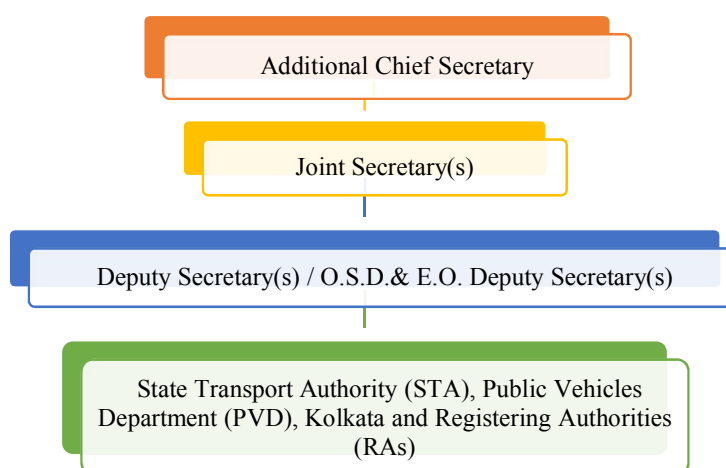 Additional Chief Secretary
Joint Secretary(s)
Deputy Secretary(s) / O.S.D.& E.O. Deputy Secretary(s)
State Transport Authority (STA), Public Vehicles
Department (PVD), Kolkata and Registering Authorities
(RAs)